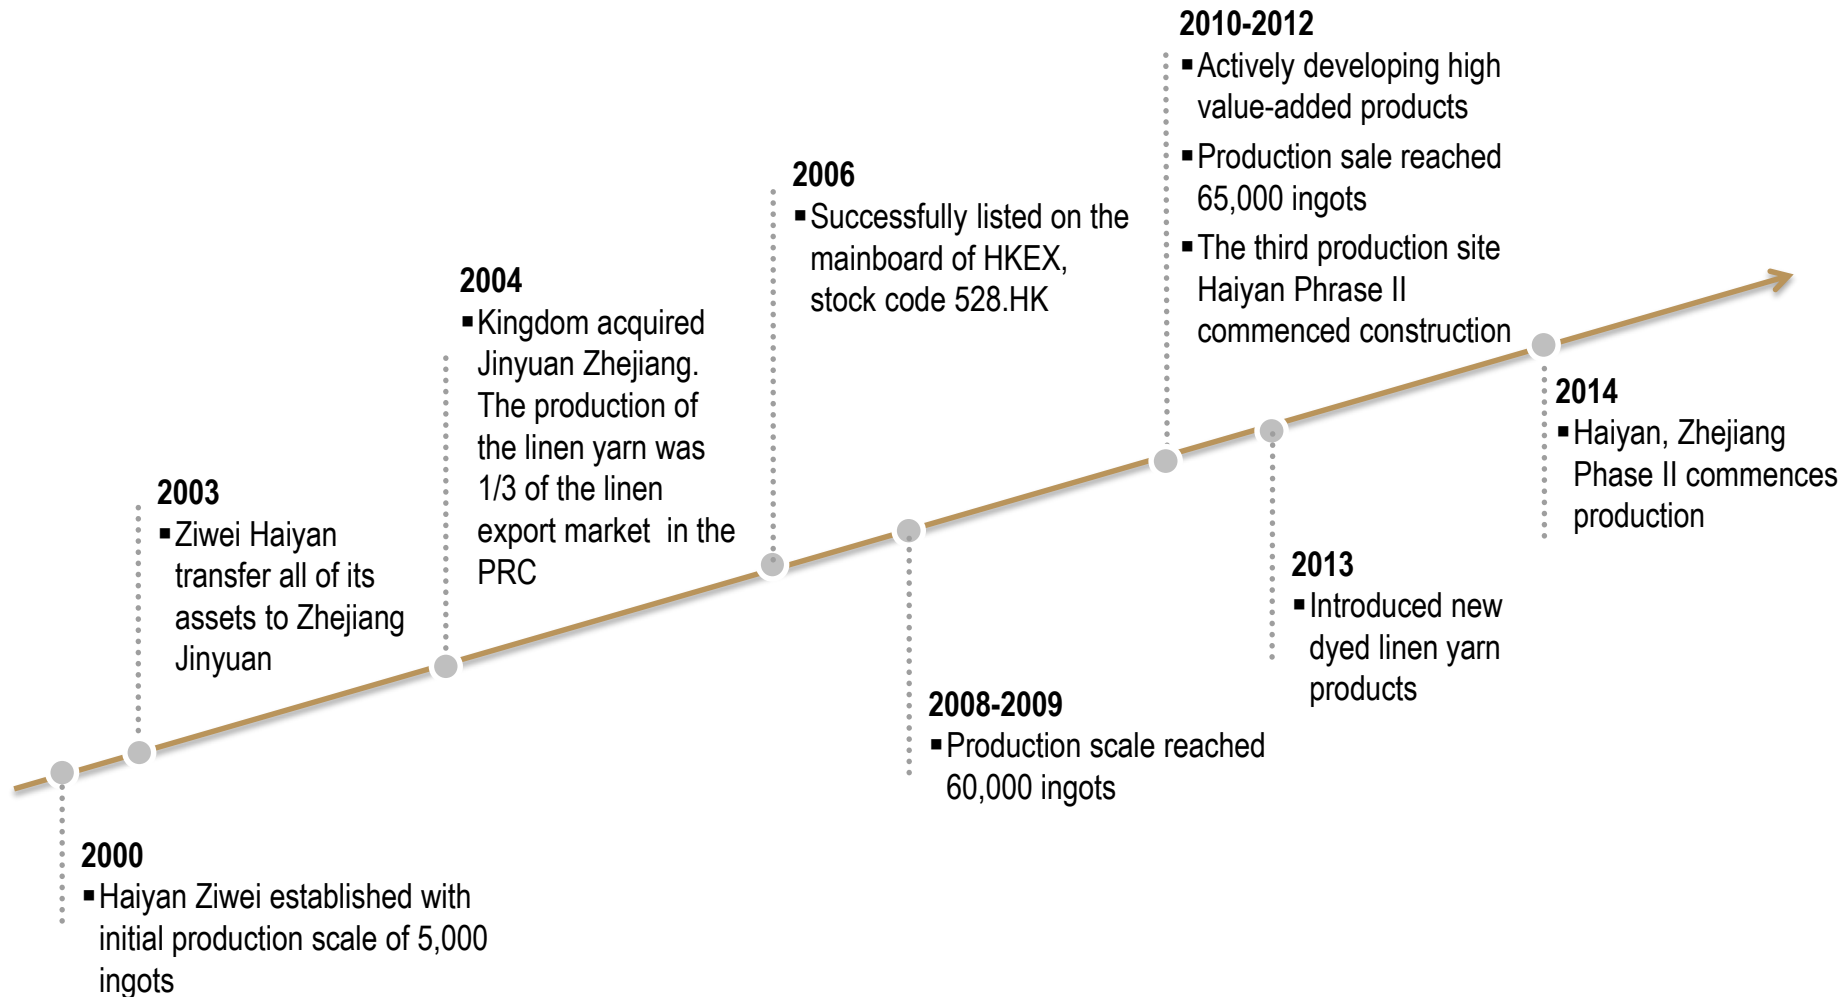 2010-2012
▪Actively developing high
value-added products
▪Production sale reached
65,000 ingots
▪The third production site
Haiyan Phrase II
commenced construction
2006
▪Successfully listed on the
mainboard of HKEX,
stock code 528.HK
2004
▪Kingdom acquired
Jinyuan Zhejiang.
The production of
the linen yarn was
1/3 of the linen
export market  in the
PRC
2003
▪Ziwei Haiyan
transfer all of its
assets to Zhejiang
Jinyuan
2014
▪Haiyan, Zhejiang
Phase II commences
production
2013
▪Introduced new
dyed linen yarn
products
2008-2009
▪Production scale reached
60,000 ingots
2000
▪Haiyan Ziwei established with
initial production scale of 5,000
ingots